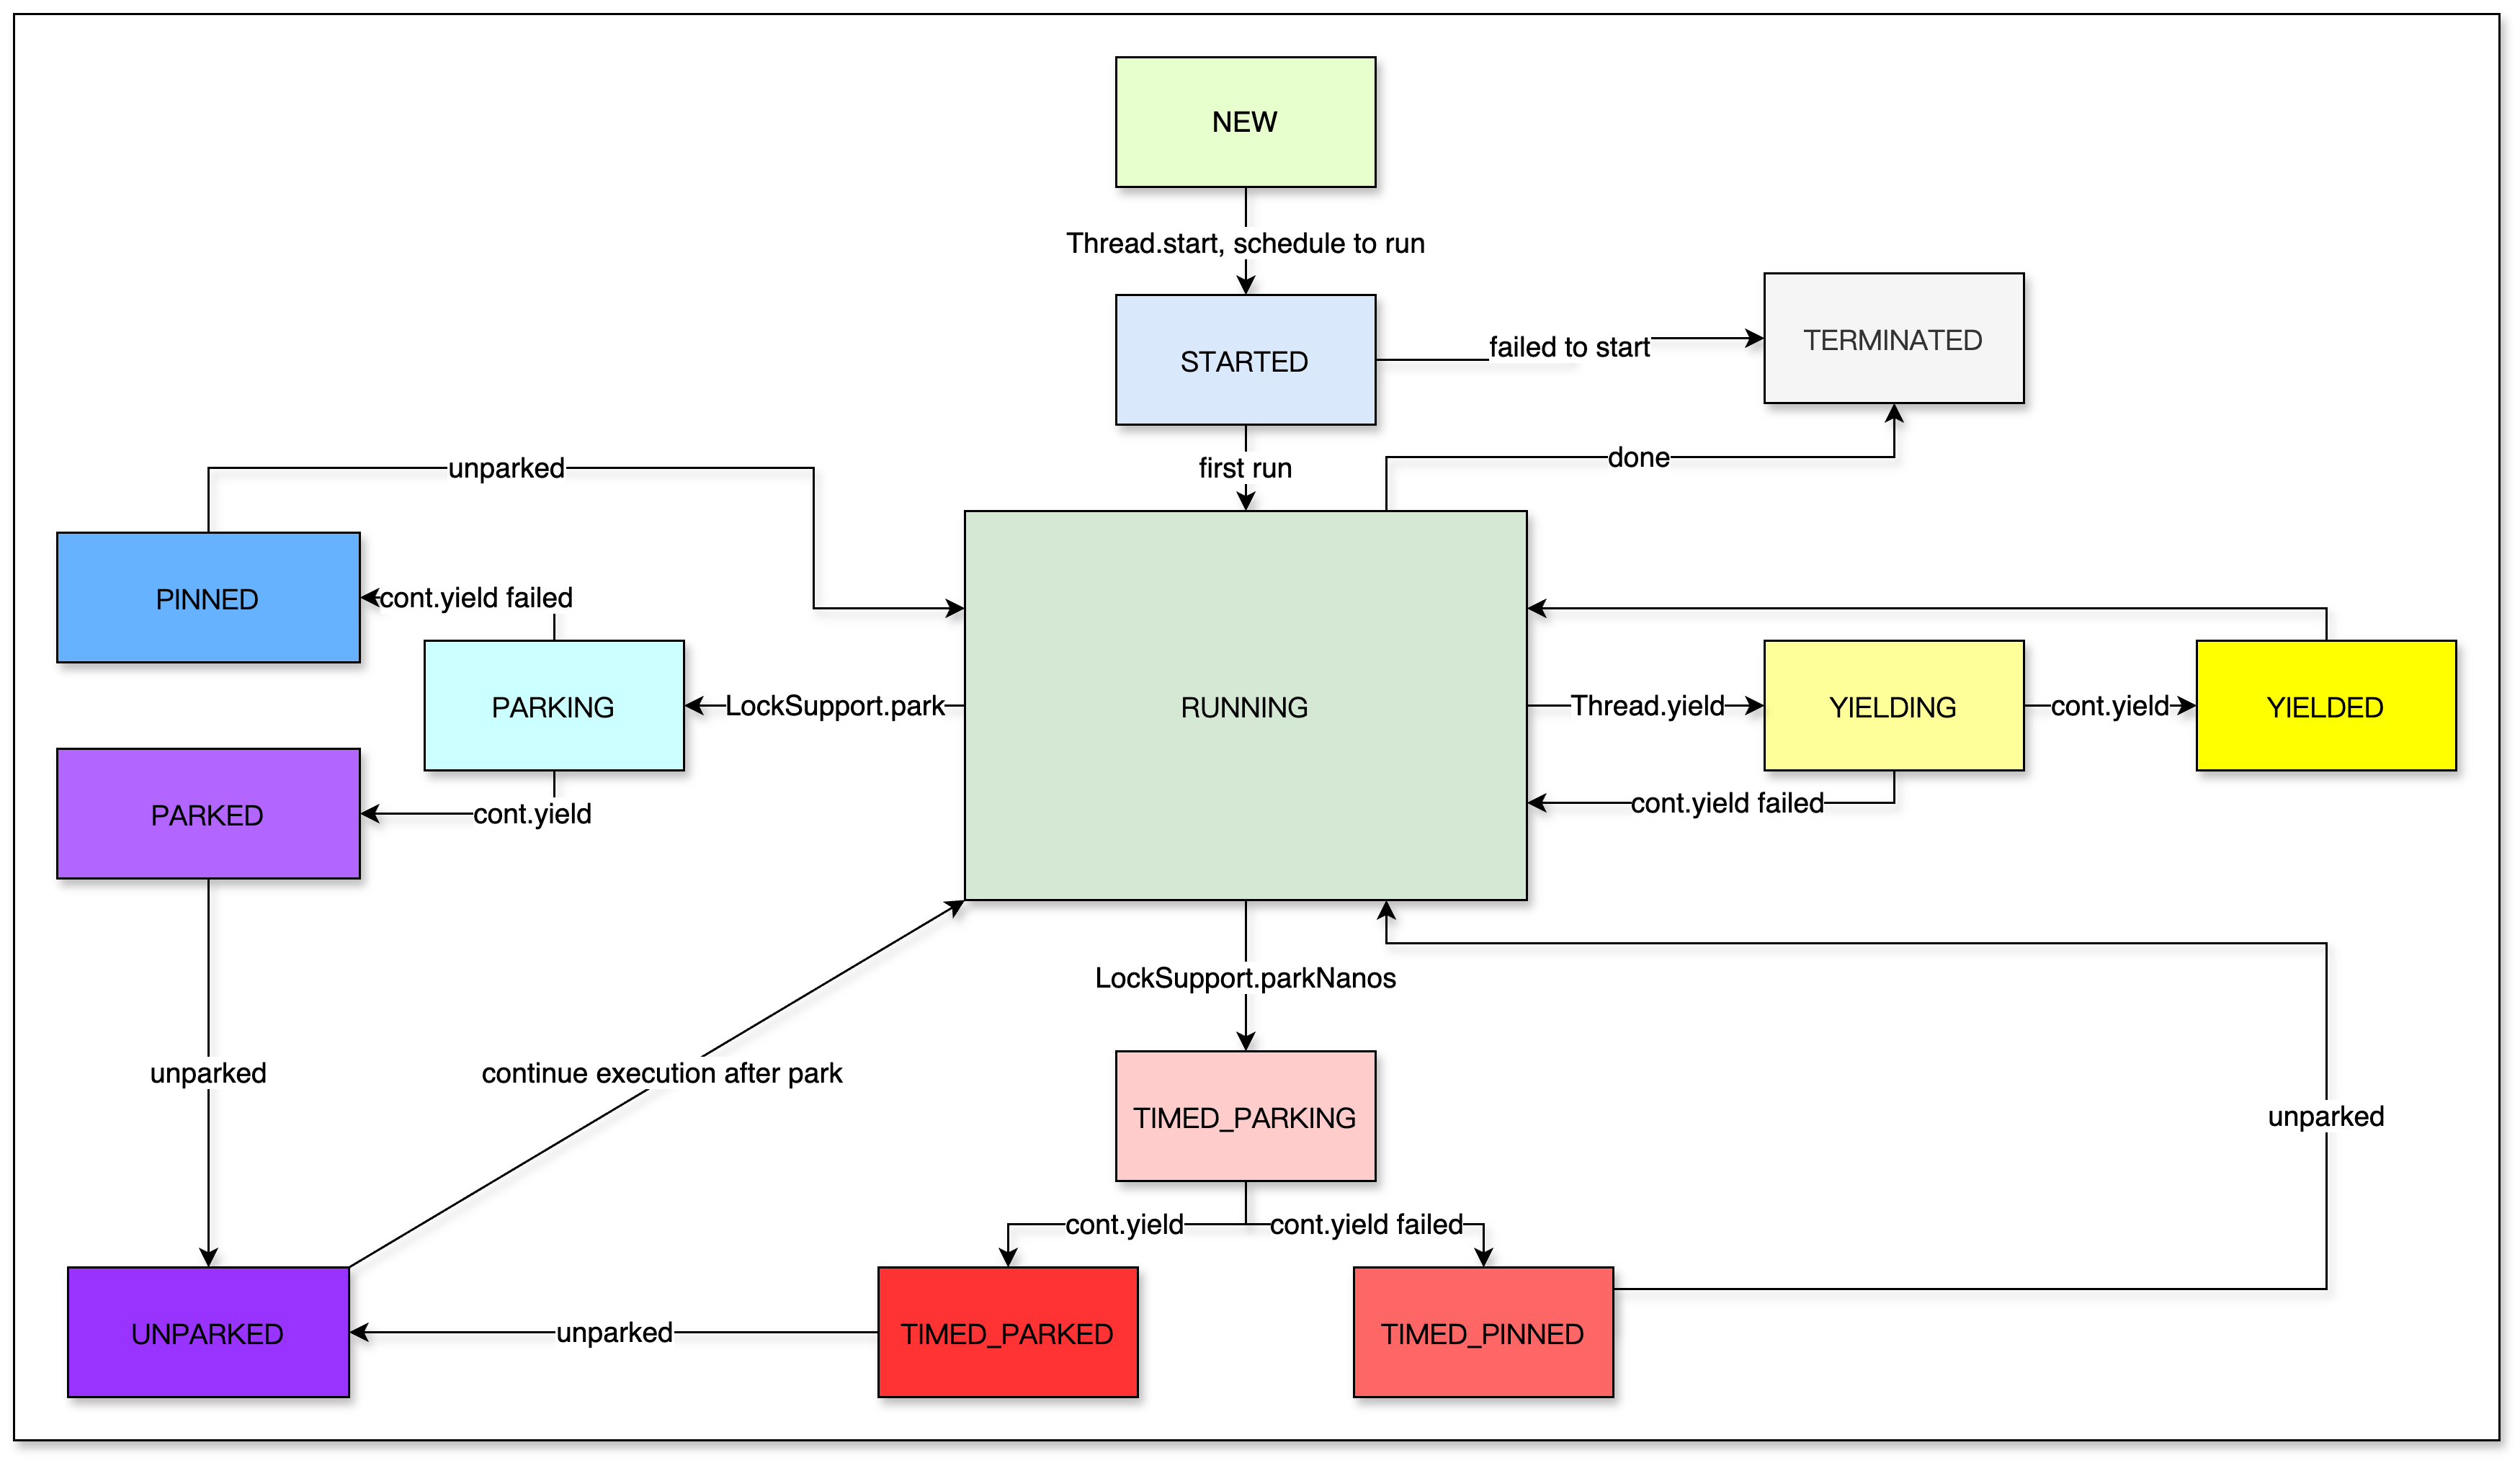 NEW
Thread.start, schedule to run
STARTED
failed to start
TERMINATED
unparked
first run
done
PINNED
cont.yield failed
PARKING
LockSupport.park
RUNNING
Thread.yield
YIELDING
cont.yield
YIELDED
PARKED
cont.yield
cont.yield failed
LockSupport.parkNanos
unparked
continue execution after park
TIMED_PARKING
unparked
cont.yield
cont.yield failed
UNPARKED
unparked
TIMED_PARKED
TIMED_PINNED